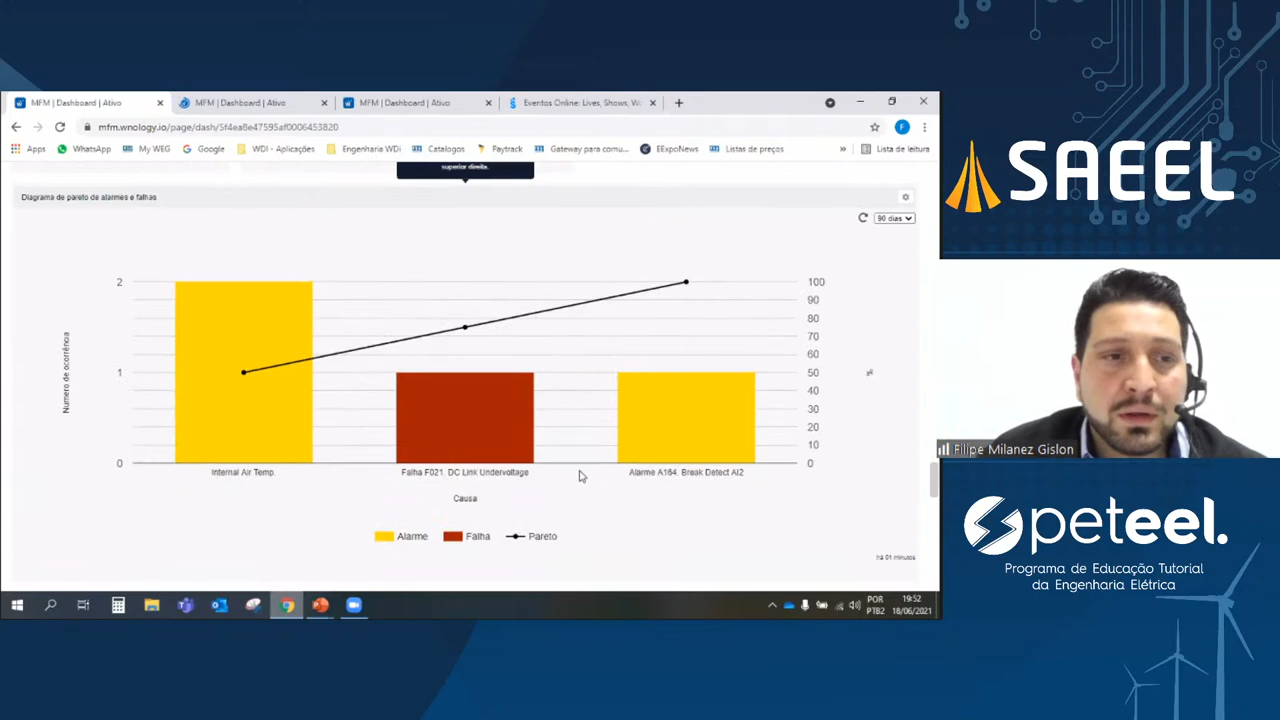 MFM | Dashboard | Ativo
MFM | Dashboard | Ativo
MFM | Dashboard | Ativo
Eventos Online: Lives, Shows, W
mfm.wnology.io/page/dash/5f4ea8e47595af0006453820
F
Apps
WhatsApp
My WEG
Google
WDI - Aplicações
Engenharia WDI
Catalogos
Paytrack
Gateway para comu...
EExpoNews
Listas de preços
»
Lista de leitura
superior direita.
Diagrama de pareto de alarmes e falhas
90 dias
Numero de ocorrência
2
1
0
100
90
80
70
60
50
40
30
20
10
0
Internal Air Temp.
Falha F021. DC Link Undervoltage
Alarme A164. Break Detect AI2
Causa
Alarme
Falha
Pareto
há 01 minutos
POR
PTB2
19:52
18/06/2021
SAEEL
Filipe Milanez Gislon
peteel.
Programa de Educação Tutorial
da Engenharia Elétrica